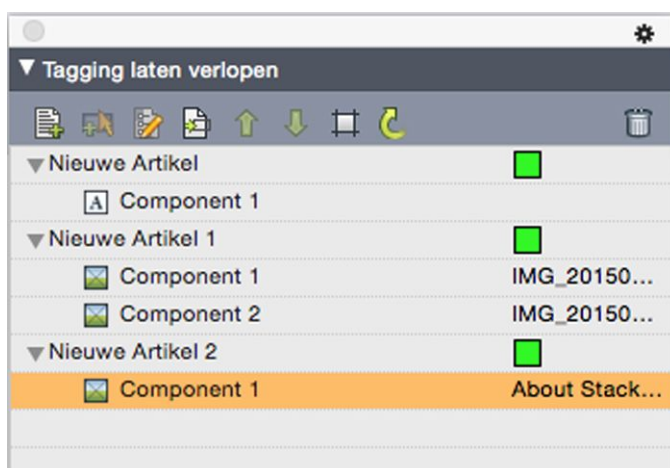 Tagging laten verlopen
Nieuwe Artikel
A Component 1
Nieuwe Artikel 1
Component 1 IMG_20150...
Component 2 IMG_20150...
Nieuwe Artikel 2
Component 1 About Stack...